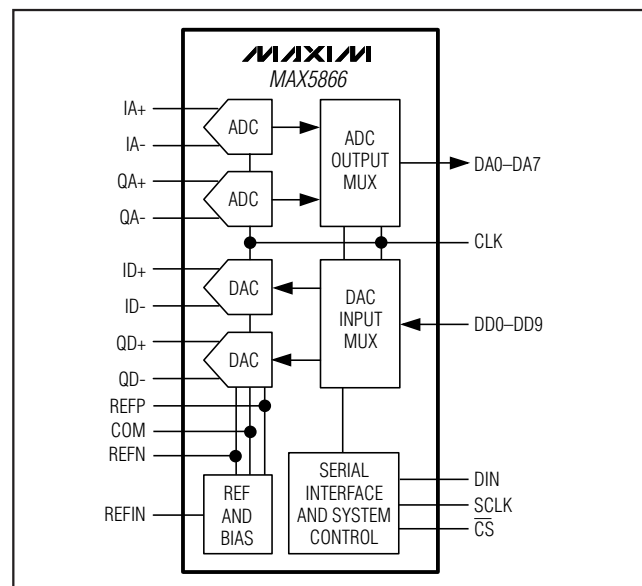 MAXIM
MAX5866
IA+
IA-
QA+
QA-
ID+
ID-
QD+
QD-
REFP
COM
REFN
REFIN
ADC
ADC
DAC
DAC
ADC
OUTPUT
MUX
DAC
INPUT
MUX
REF
AND
BIAS
SERIAL
INTERFACE
AND SYSTEM
CONTROL
DA0–DA7
CLK
DD0–DD9
DIN
SCLK
C̅S̅